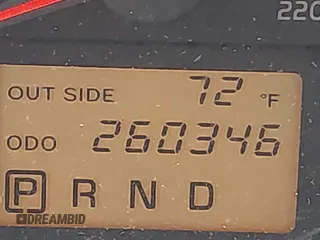 220
OUT SIDE 72 °F
ODO 260346
P R N D
DREAMBID